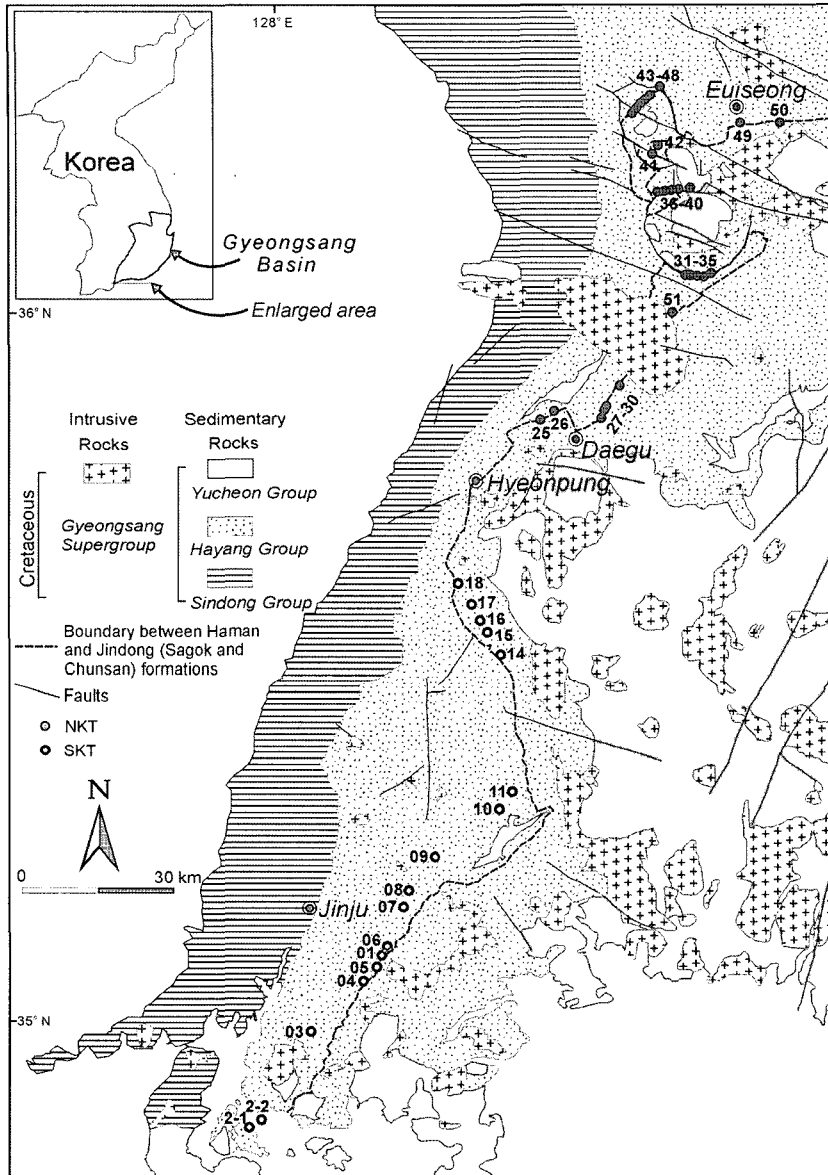 128° E
Korea
Gyeongsang
Basin
Enlarged area
43-48
Euiseong
49
50
42
41
36-40
31-35
51
36° N
27-30
26
25
Daegu
Hyeonpung
Intrusive
Rocks
Sedimentary
Rocks
Yucheon Group
Cretaceous
Gyeongsang
Supergroup
Hayang Group
Sindong Group
Boundary between Haman
and Jindong (Sagok and
Chunsan) formations
Faults
NKT
SKT
N
0
30 km
18
17
16
15
14
11
10
09
08
07
Jinju
06
01
05
04
35° N
03
2-2
2-1